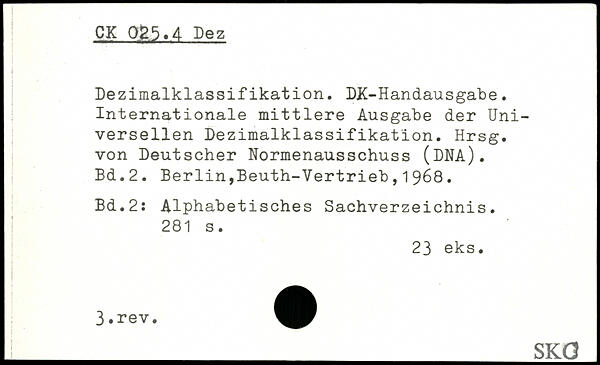 CK 025.4 Dez
Dezimalklassifikation. DK-Handausgabe.
Internationale mittlere Ausgabe der Uni-
versellen Dezimalklassifikation. Hrsg.
von Deutscher Normenausschuss (DNA).
Bd.2. Berlin,Beuth-Vertrieb,1968.
Bd.2: Alphabetisches Sachverzeichnis.
281 s.
23 eks.
3.rev.